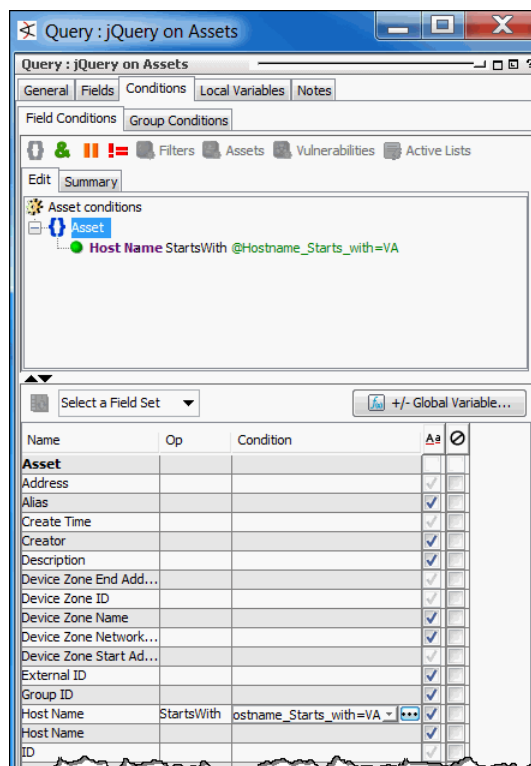 Query : jQuery on Assets
Query : jQuery on Assets
General Fields Conditions Local Variables Notes
Field Conditions Group Conditions
{} & || != Filters Assets Vulnerabilities Active Lists
Edit Summary
Asset conditions
{} Asset
Host Name StartsWith @Hostname_Starts_with=VA
Select a Field Set +/- Global Variable...
Name Op Condition Aa
Asset
Address
Alias
Create Time
Creator
Description
Device Zone End Add...
Device Zone ID
Device Zone Name
Device Zone Network...
Device Zone Start Ad...
External ID
Group ID
Host Name StartsWith ostname_Starts_with=VA ...
Host Name
ID